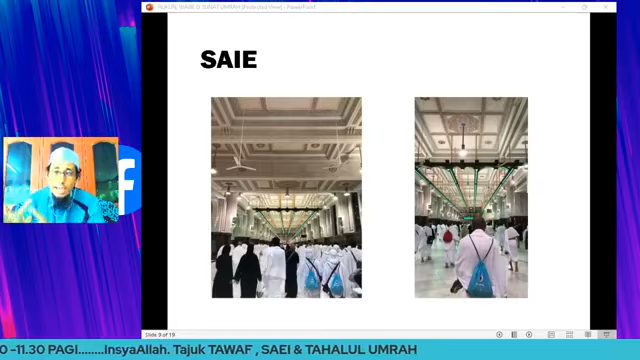 RUKUN, WAJIB & SUNAT UMRAH [Protected View] - PowerPoint
SAIE
Slide 9 of 19
0 -11.30 PAGI........InsyaAllah. Tajuk TAWAF , SAEI & TAHALUL UMRAH